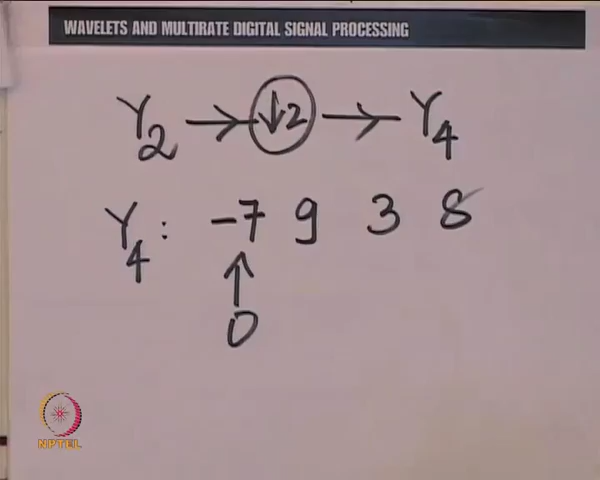 WAVELETS AND MULTIRATE DIGITAL SIGNAL PROCESSING
Y2 → ↓2 → Y4
Y4: -7 9 3 8
↑
0
NPTEL